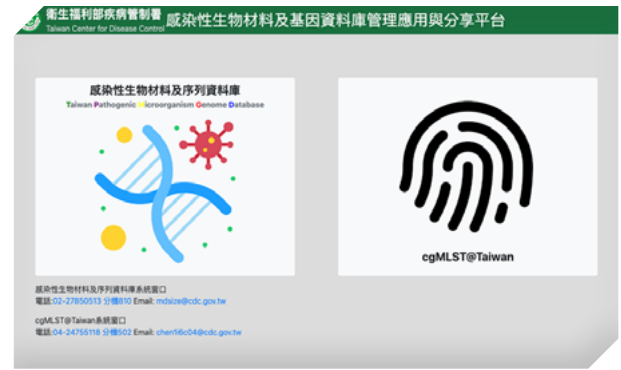 衛生福利部疾病管制署 感染性生物材料及基因資料庫管理應用與分享平台
Taiwan Center for Disease Control
感染性生物材料及序列資料庫
Taiwan Pathogenic Microorganism Genome Database
cgMLST@Taiwan
感染性生物材料及序列資料庫系統窗口
電話:02-27850513 分機810 Email: mdsize@cdc.gov.tw
cgMLST@Taiwan系統窗口
電話:04-24755118 分機502 Email: chen1i6c04@cdc.gov.tw